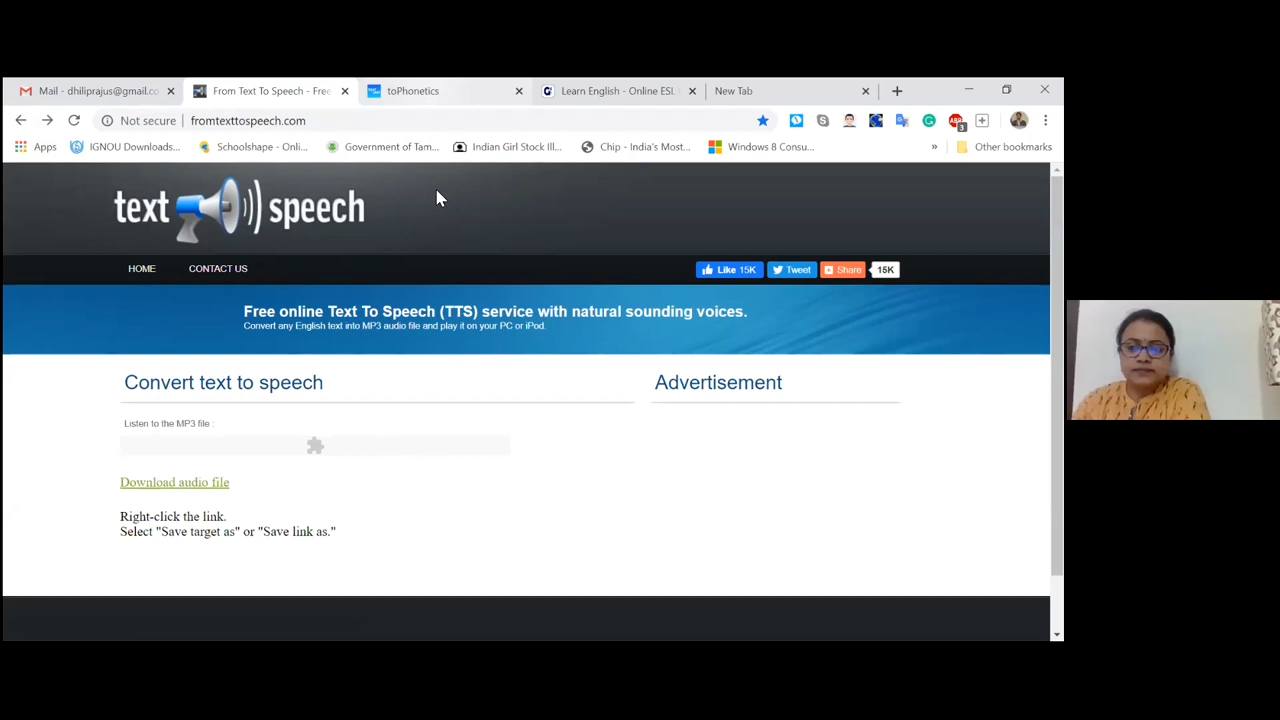 Mail - dhiliprajus@gmail.co
From Text To Speech - Free
toPhonetics
Learn English - Online ESL
New Tab
Not secure
fromtexttospeech.com
3
Apps
IGNOU Downloads...
Schoolshape - Onli...
Government of Tam...
Indian Girl Stock Ill...
Chip - India's Most...
Windows 8 Consu...
»
Other bookmarks
text speech
HOME
CONTACT US
Like 15K
Tweet
Share
15K
Free online Text To Speech (TTS) service with natural sounding voices.
Convert any English text into MP3 audio file and play it on your PC or iPod.
Convert text to speech
Advertisement
Listen to the MP3 file :
Download audio file
Right-click the link.
Select "Save target as" or "Save link as."